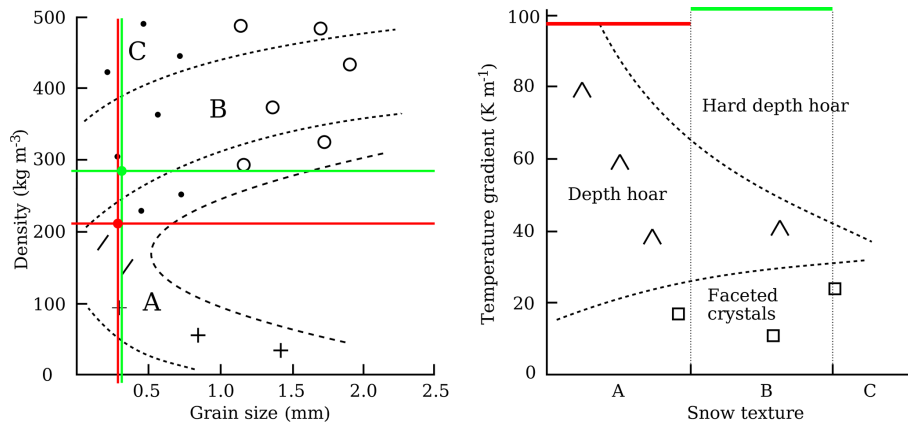 500
400
300
200
100
0
Density (kg m-3)
C
B
A
0.5
1.0
1.5
2.0
2.5
Grain size (mm)
100
80
60
40
20
0
Temperature gradient (K m-1)
Hard depth hoar
Depth hoar
Faceted
crystals
A
B
C
Snow texture